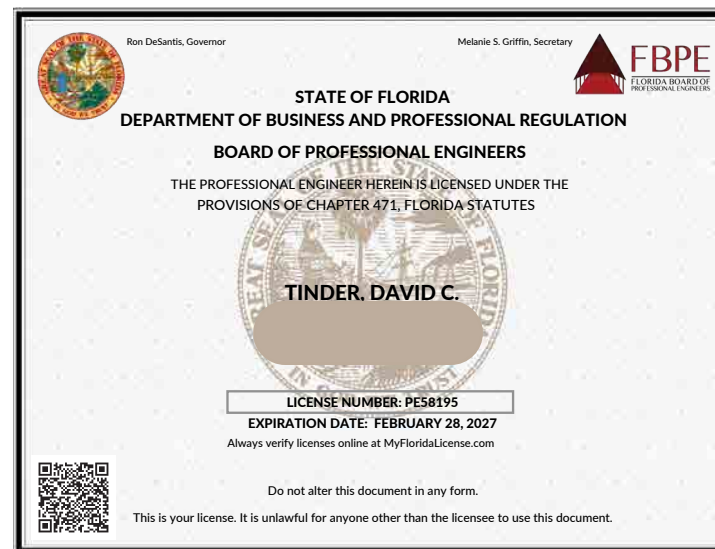 Ron DeSantis, Governor
Melanie S. Griffin, Secretary
FBPE
FLORIDA BOARD OF
PROFESSIONAL ENGINEERS
STATE OF FLORIDA
DEPARTMENT OF BUSINESS AND PROFESSIONAL REGULATION
BOARD OF PROFESSIONAL ENGINEERS
THE PROFESSIONAL ENGINEER HEREIN IS LICENSED UNDER THE
PROVISIONS OF CHAPTER 471, FLORIDA STATUTES
TINDER, DAVID C.
LICENSE NUMBER: PE58195
EXPIRATION DATE: FEBRUARY 28, 2027
Always verify licenses online at MyFloridaLicense.com
Do not alter this document in any form.
This is your license. It is unlawful for anyone other than the licensee to use this document.